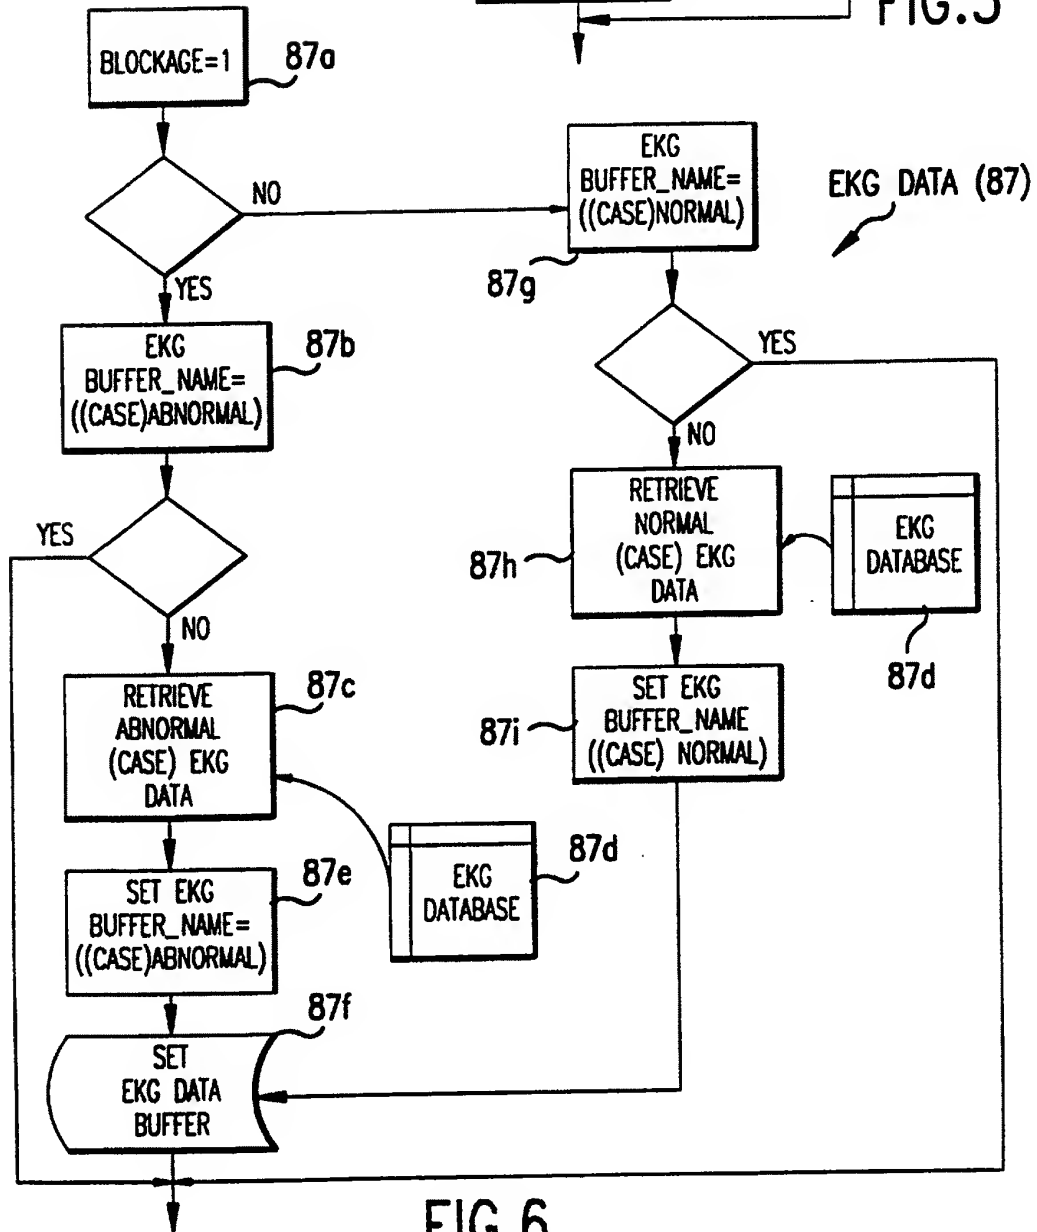 FIG.5
BLOCKAGE=1
87a
NO
YES
EKG
BUFFER_NAME=
((CASE)NORMAL)
87g
EKG DATA (87)
EKG
BUFFER_NAME=
((CASE)ABNORMAL)
87b
YES
NO
YES
NO
RETRIEVE
NORMAL
(CASE) EKG
DATA
87h
EKG
DATABASE
87d
RETRIEVE
ABNORMAL
(CASE) EKG
DATA
87c
SET EKG
BUFFER_NAME
((CASE) NORMAL)
87i
EKG
DATABASE
87d
SET EKG
BUFFER_NAME=
((CASE)ABNORMAL)
87e
SET
EKG DATA
BUFFER
87f
FIG.6